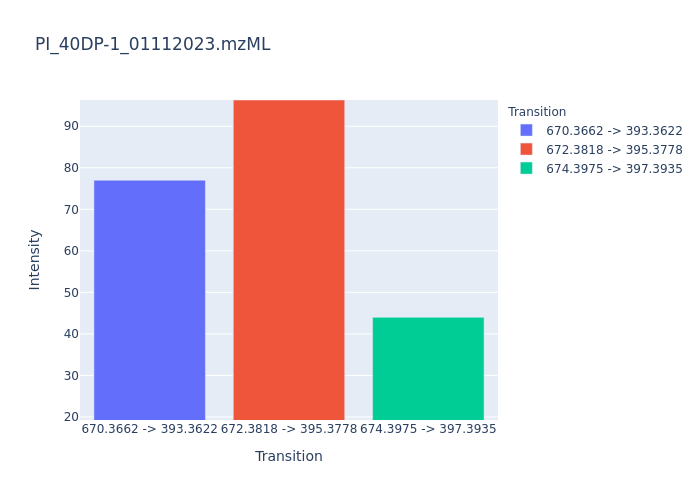 PI_40DP-1_01112023.mzML
Transition
670.3662 -> 393.3622
672.3818 -> 395.3778
674.3975 -> 397.3935
90
80
70
60
50
40
30
20
Intensity
670.3662 -> 393.3622 672.3818 -> 395.3778 674.3975 -> 397.3935
Transition